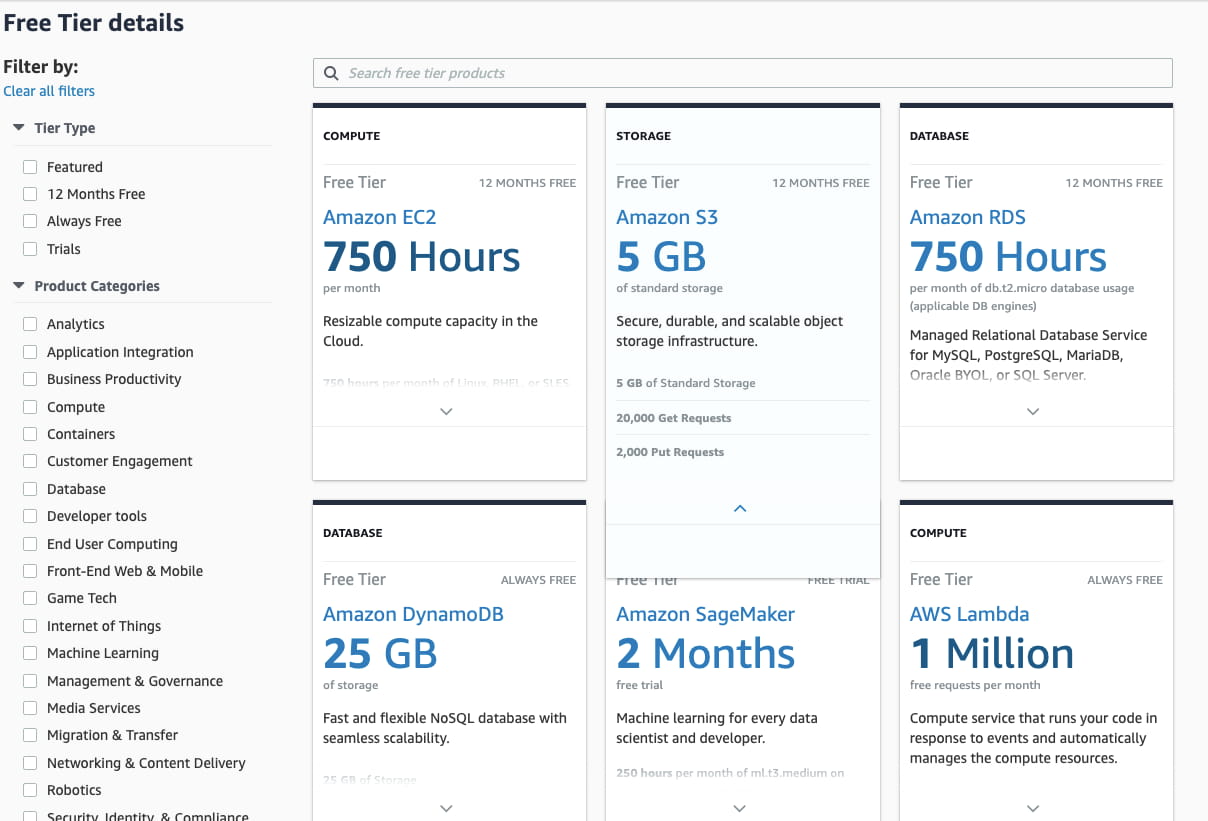 Free Tier details
Filter by:
Clear all filters
Tier Type
Featured
12 Months Free
Always Free
Trials
Product Categories
Analytics
Application Integration
Business Productivity
Compute
Containers
Customer Engagement
Database
Developer tools
End User Computing
Front-End Web & Mobile
Game Tech
Internet of Things
Machine Learning
Management & Governance
Media Services
Migration & Transfer
Networking & Content Delivery
Robotics
Security, Identity, & Compliance
Search free tier products
COMPUTE
Free Tier 12 MONTHS FREE
Amazon EC2
750 Hours
per month
Resizable compute capacity in the
Cloud.
750 hours per month of Linux, RHEL, or SLES
STORAGE
Free Tier 12 MONTHS FREE
Amazon S3
5 GB
of standard storage
Secure, durable, and scalable object
storage infrastructure.
5 GB of Standard Storage
20,000 Get Requests
2,000 Put Requests
DATABASE
Free Tier 12 MONTHS FREE
Amazon RDS
750 Hours
per month of db.t2.micro database usage
(applicable DB engines)
Managed Relational Database Service
for MySQL, PostgreSQL, MariaDB,
Oracle BYOL, or SQL Server.
DATABASE
Free Tier ALWAYS FREE
Amazon DynamoDB
25 GB
of storage
Fast and flexible NoSQL database with
seamless scalability.
25 GB of Storage
Free Tier FREE TRIAL
Amazon SageMaker
2 Months
free trial
Machine learning for every data
scientist and developer.
250 hours per month of ml.t3.medium on
COMPUTE
Free Tier ALWAYS FREE
AWS Lambda
1 Million
free requests per month
Compute service that runs your code in
response to events and automatically
manages the compute resources.